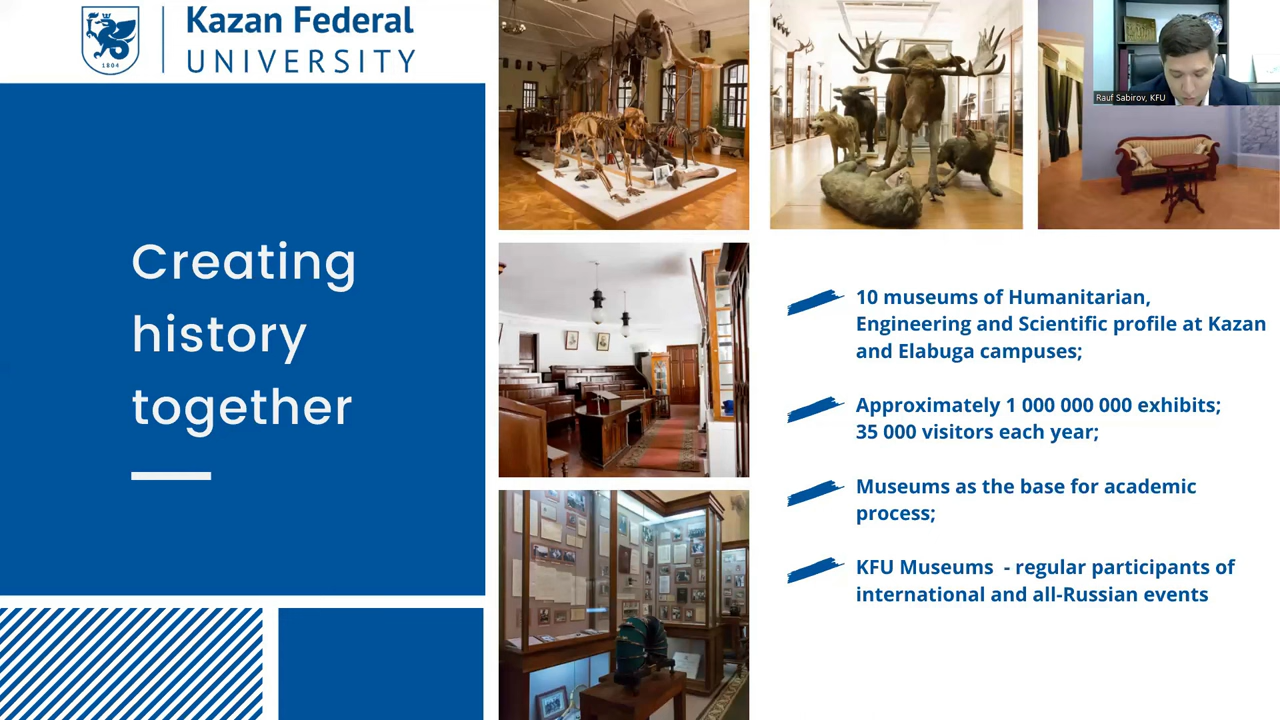 Kazan Federal
UNIVERSITY
1804
Rauf Sabirov, KFU
Creating
history
together
10 museums of Humanitarian,
Engineering and Scientific profile at Kazan
and Elabuga campuses;
Approximately 1 000 000 000 exhibits;
35 000 visitors each year;
Museums as the base for academic
process;
KFU Museums - regular participants of
international and all-Russian events